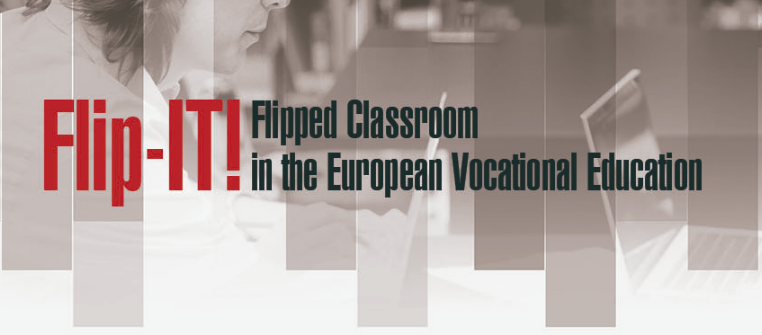 Flip-IT!
Flipped Classroom
in the European Vocational Education